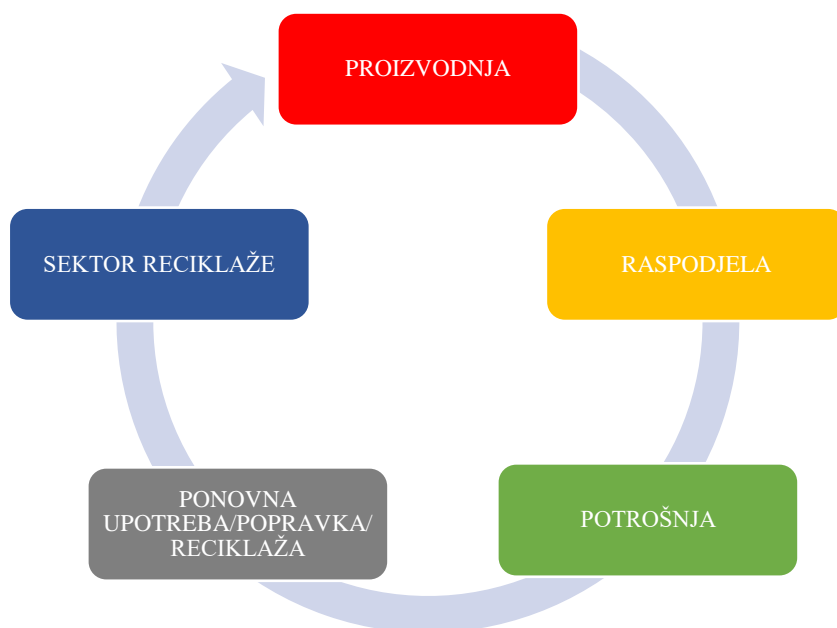 PROIZVODNJA
RASPODJELA
POTROŠNJA
PONOVNA
UPOTREBA/POPRAVKA/
RECIKLAŽA
SEKTOR RECIKLAŽE